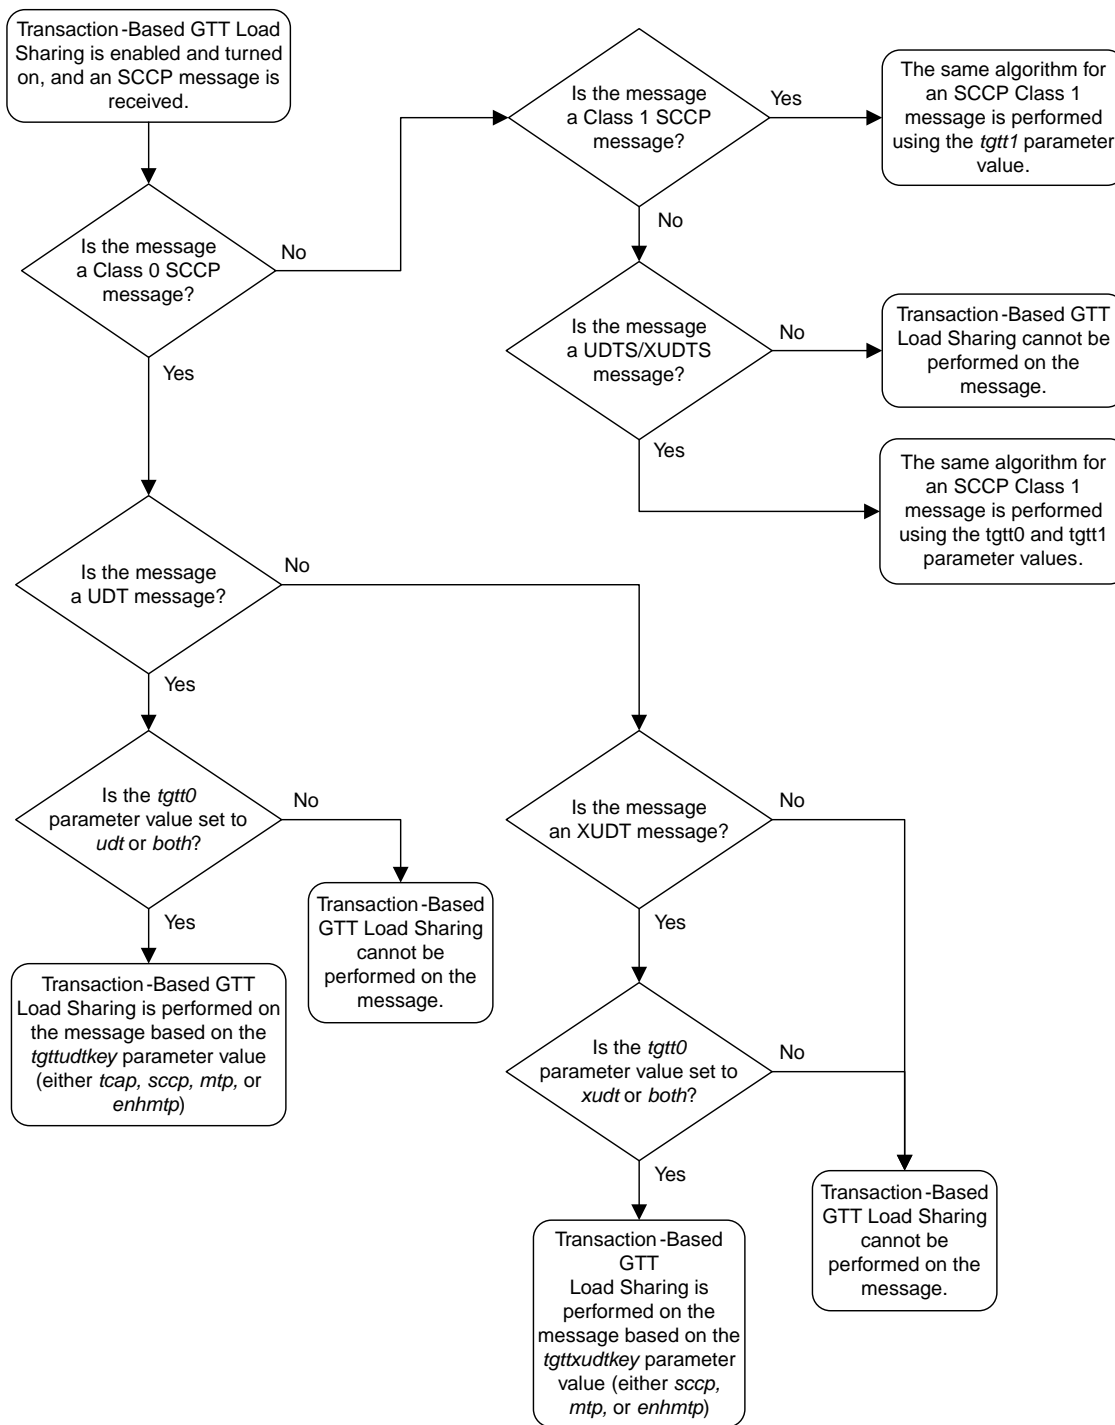 Transaction-Based GTT Load
Sharing is enabled and turned
on, and an SCCP message is
received.
Is the message
a Class 0 SCCP
message?
No
Yes
Is the message
a Class 1 SCCP
message?
Yes
No
The same algorithm for
an SCCP Class 1
message is performed
using the tgtt1 parameter
value.
Is the message
a UDTS/XUDTS
message?
No
Yes
Transaction-Based GTT
Load Sharing cannot be
performed on the
message.
The same algorithm for
an SCCP Class 1
message is performed
using the tgtt0 and tgtt1
parameter values.
Is the message
a UDT message?
No
Yes
Is the tgtt0
parameter value set to
udt or both?
No
Yes
Transaction-Based
GTT Load Sharing
cannot be
performed on the
message.
Transaction-Based GTT
Load Sharing is performed on
the message based on the
tgttudtkey parameter value
(either tcap, sccp, mtp, or
enhmtp)
Is the message
an XUDT message?
No
Yes
Is the tgtt0
parameter value set to
xudt or both?
No
Yes
Transaction-Based
GTT Load Sharing
cannot be
performed on the
message.
Transaction-Based
GTT
Load Sharing is
performed on the
message based on the
tgttxudtkey parameter
value (either sccp,
mtp, or enhmtp)